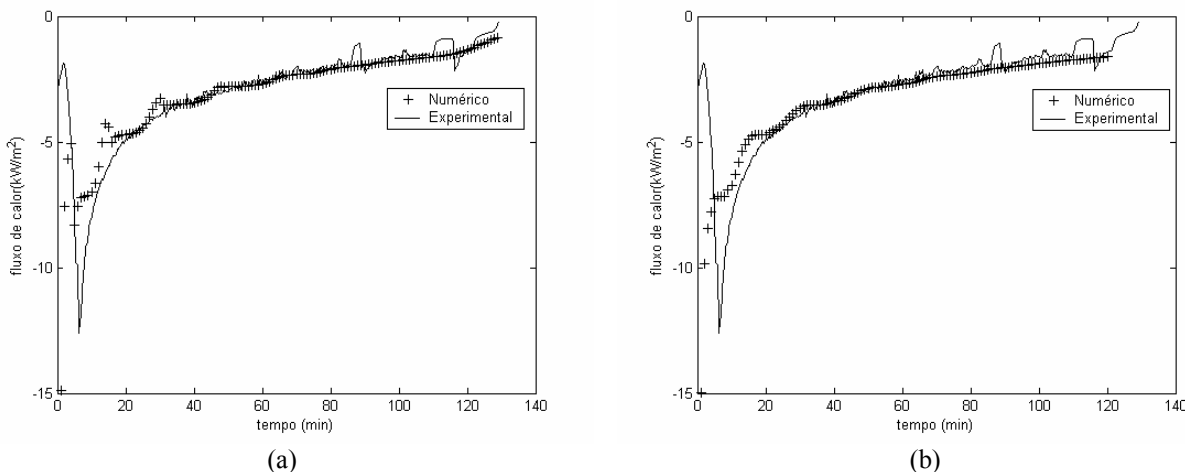 0
-5
-10
-15
0
20
40
60
80
100
120
140
fluxo de calor(kW/m²)
tempo (min)
+ Numérico
Experimental
(a)
0
-5
-10
-15
0
20
40
60
80
100
120
140
fluxo de calor(kW/m²)
tempo (min)
+ Numérico
Experimental
(b)